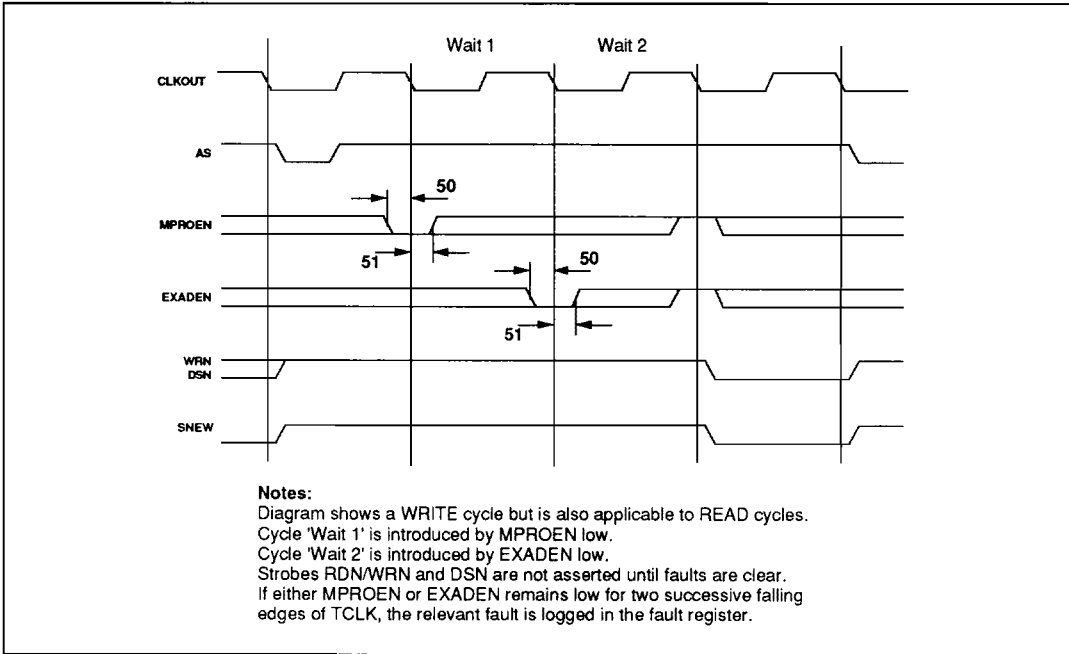 Wait 1 Wait 2
CLKOUT
AS
50
MPROEN
51
50
EXADEN
51
WRN
DSN
SNEW
Notes:
Diagram shows a WRITE cycle but is also applicable to READ cycles.
Cycle 'Wait 1' is introduced by MPROEN low.
Cycle 'Wait 2' is introduced by EXADEN low.
Strobes RDN/WRN and DSN are not asserted until faults are clear.
If either MPROEN or EXADEN remains low for two successive falling
edges of TCLK, the relevant fault is logged in the fault register.